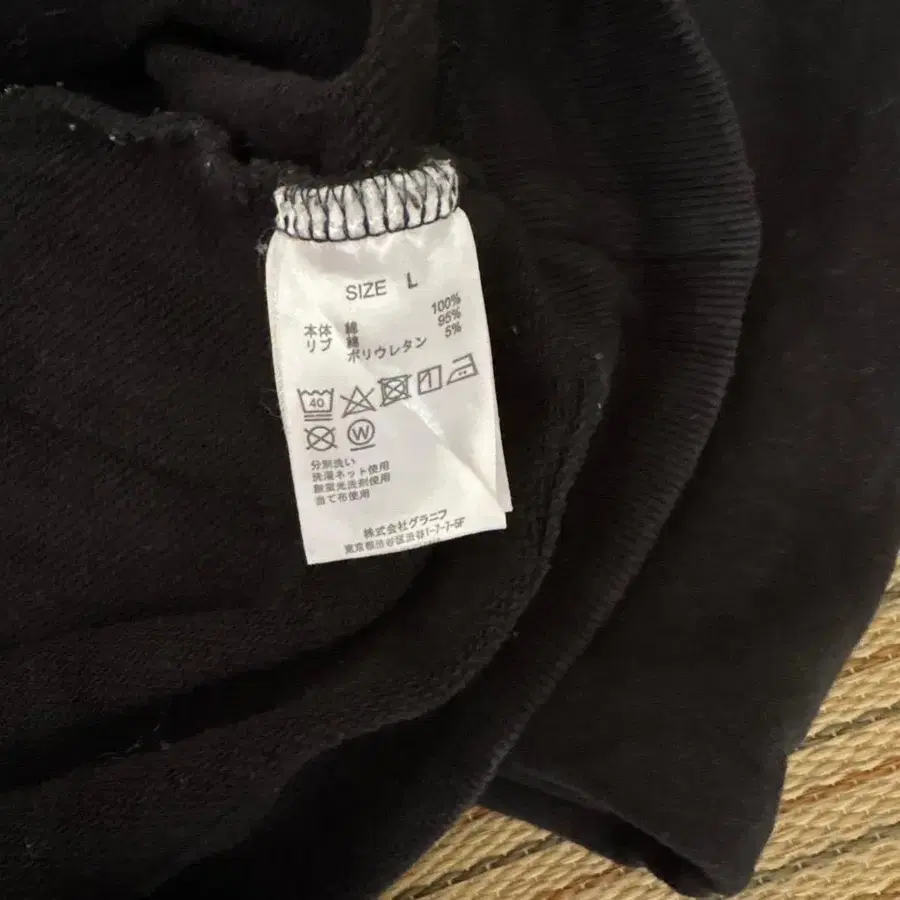 SIZE L
本体 綿 100%
リブ 綿 95%
ポリウレタン 5%
40
W
分別洗い
洗濯ネット使用
無蛍光洗剤使用
当て布使用
株式会社グラニフ
東京都渋谷区渋谷1-7-7-5F